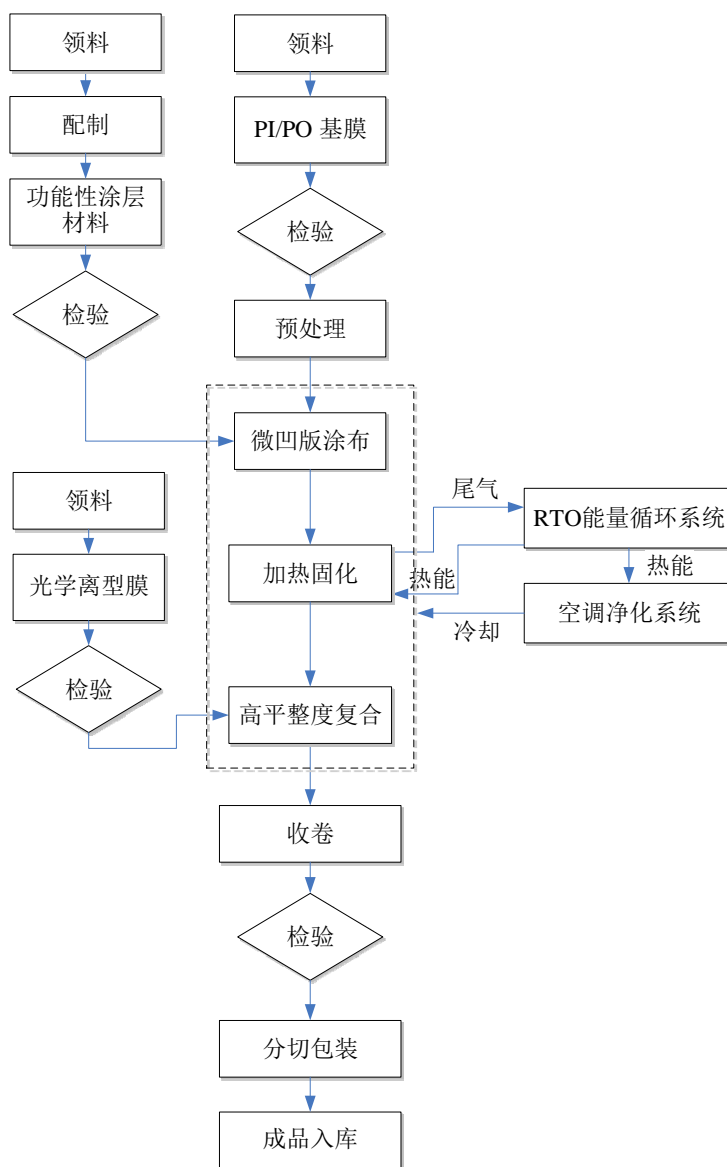 领料
领料
配制
PI/PO 基膜
功能性涂层
材料
检验
检验
预处理
微凹版涂布
领料
尾气
RTO能量循环系统
光学离型膜
加热固化
热能
热能
空调净化系统
冷却
检验
高平整度复合
收卷
检验
分切包装
成品入库